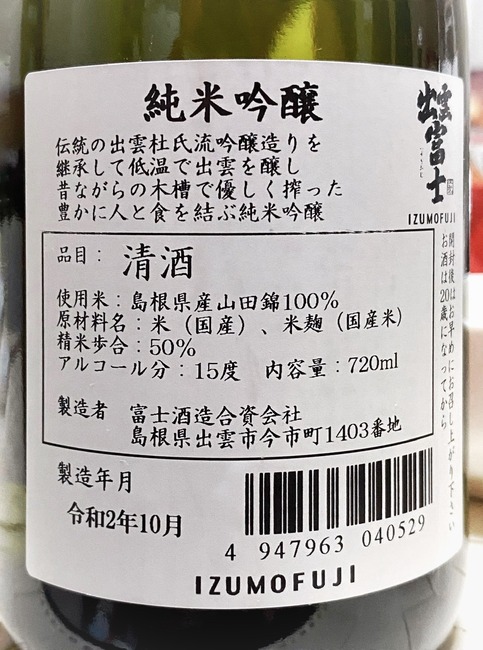 純米吟醸
伝統の出雲杜氏流吟醸造りを
継承して低温で出雲を醸し
昔ながらの木槽で優しく搾った
豊かに人と食を結ぶ純米吟醸
出雲富士
IZUMOFUJI
開封後はお早めにお召し上がり下さい
お酒は20歳になってから
品目： 清酒
使用米：島根県産山田錦100%
原材料名：米（国産）、米麹（国産米）
精米歩合：50%
アルコール分：15度 内容量：720ml
製造者 富士酒造合資会社
島根県出雲市今市町1403番地
製造年月
令和2年10月
4 947963 040529
IZUMOFUJI